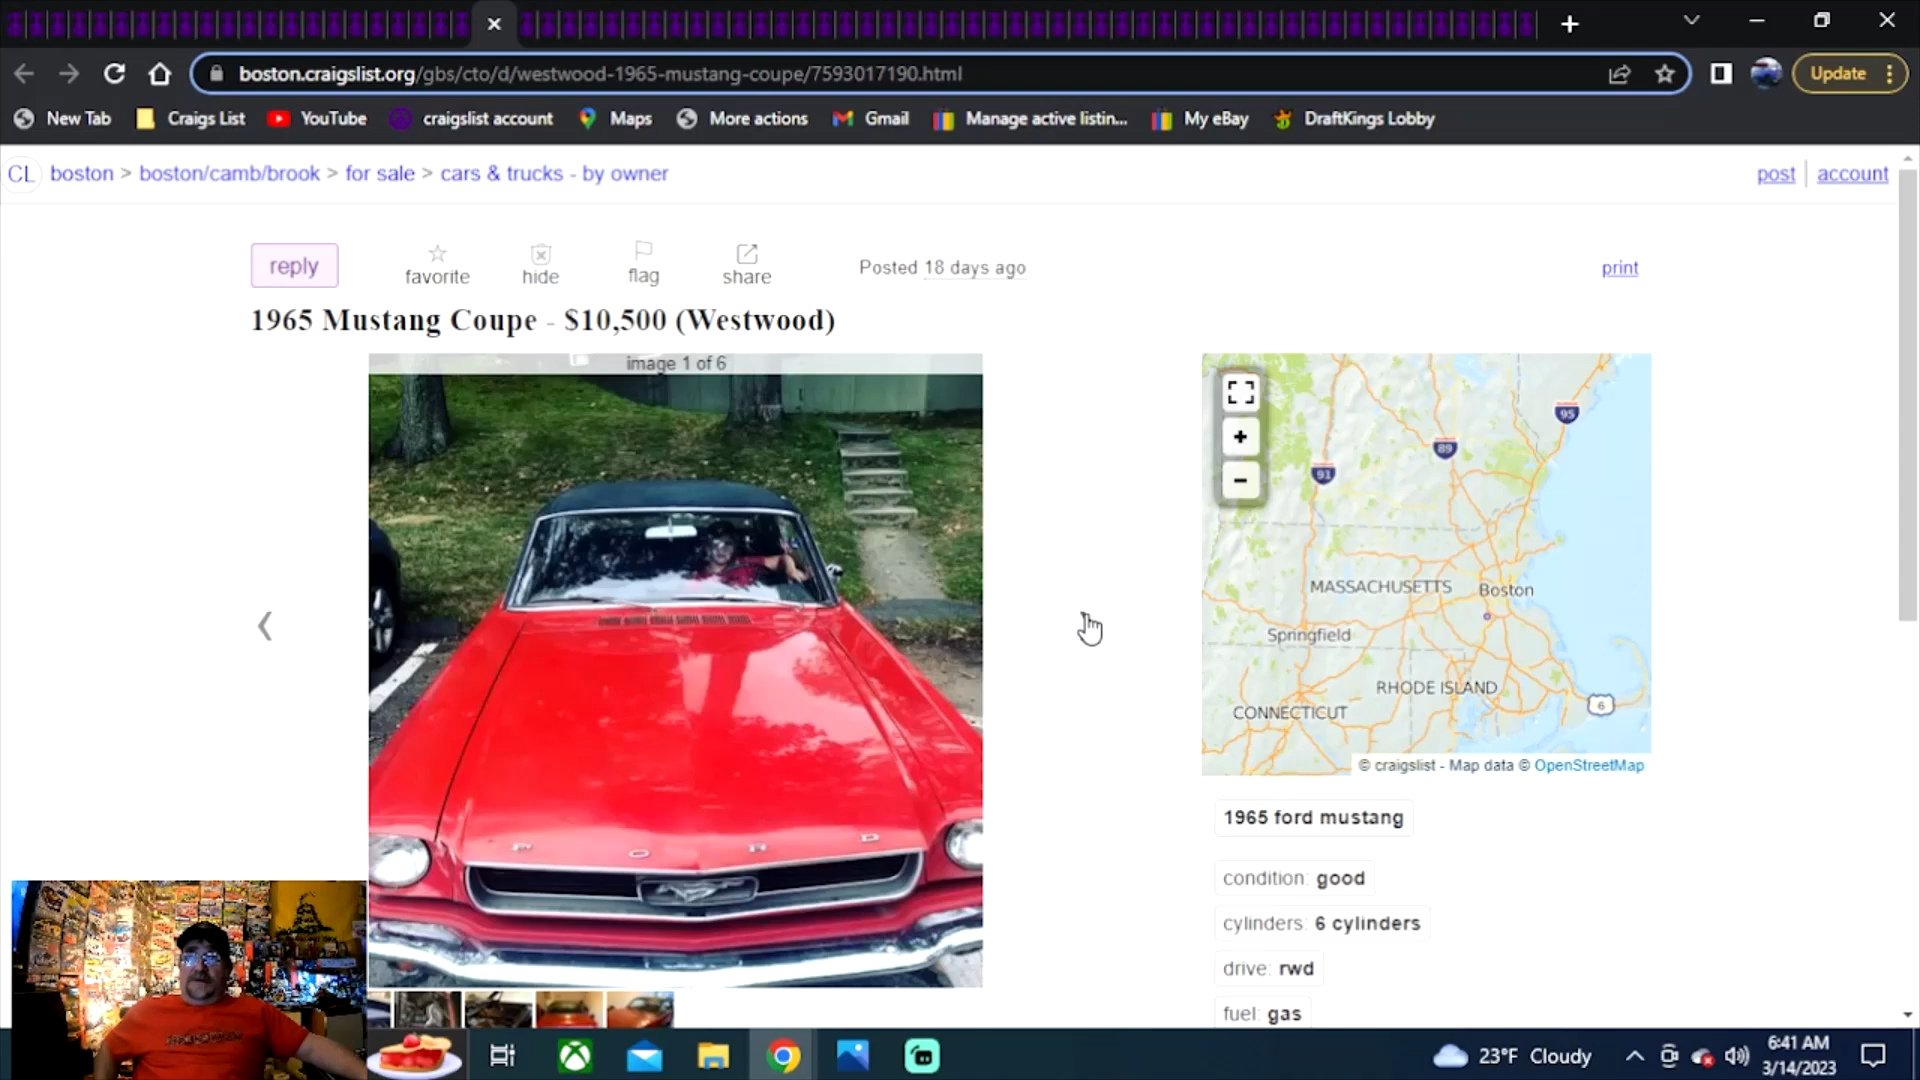 boston.craigslist.org/gbs/cto/d/westwood-1965-mustang-coupe/7593017190.html
Update
New Tab
Craigs List
YouTube
craigslist account
Maps
More actions
Gmail
Manage active listin...
My eBay
DraftKings Lobby
CL boston > boston/camb/brook > for sale > cars & trucks - by owner
post
account
reply
favorite
hide
flag
share
Posted 18 days ago
print
1965 Mustang Coupe - $10,500 (Westwood)
image 1 of 6
FORD
+
−
95
89
91
MASSACHUSETTS
Boston
Springfield
RHODE ISLAND
CONNECTICUT
6
© craigslist - Map data © OpenStreetMap
1965 ford mustang
condition: good
cylinders: 6 cylinders
drive: rwd
fuel: gas
23°F Cloudy
6:41 AM
3/14/2023